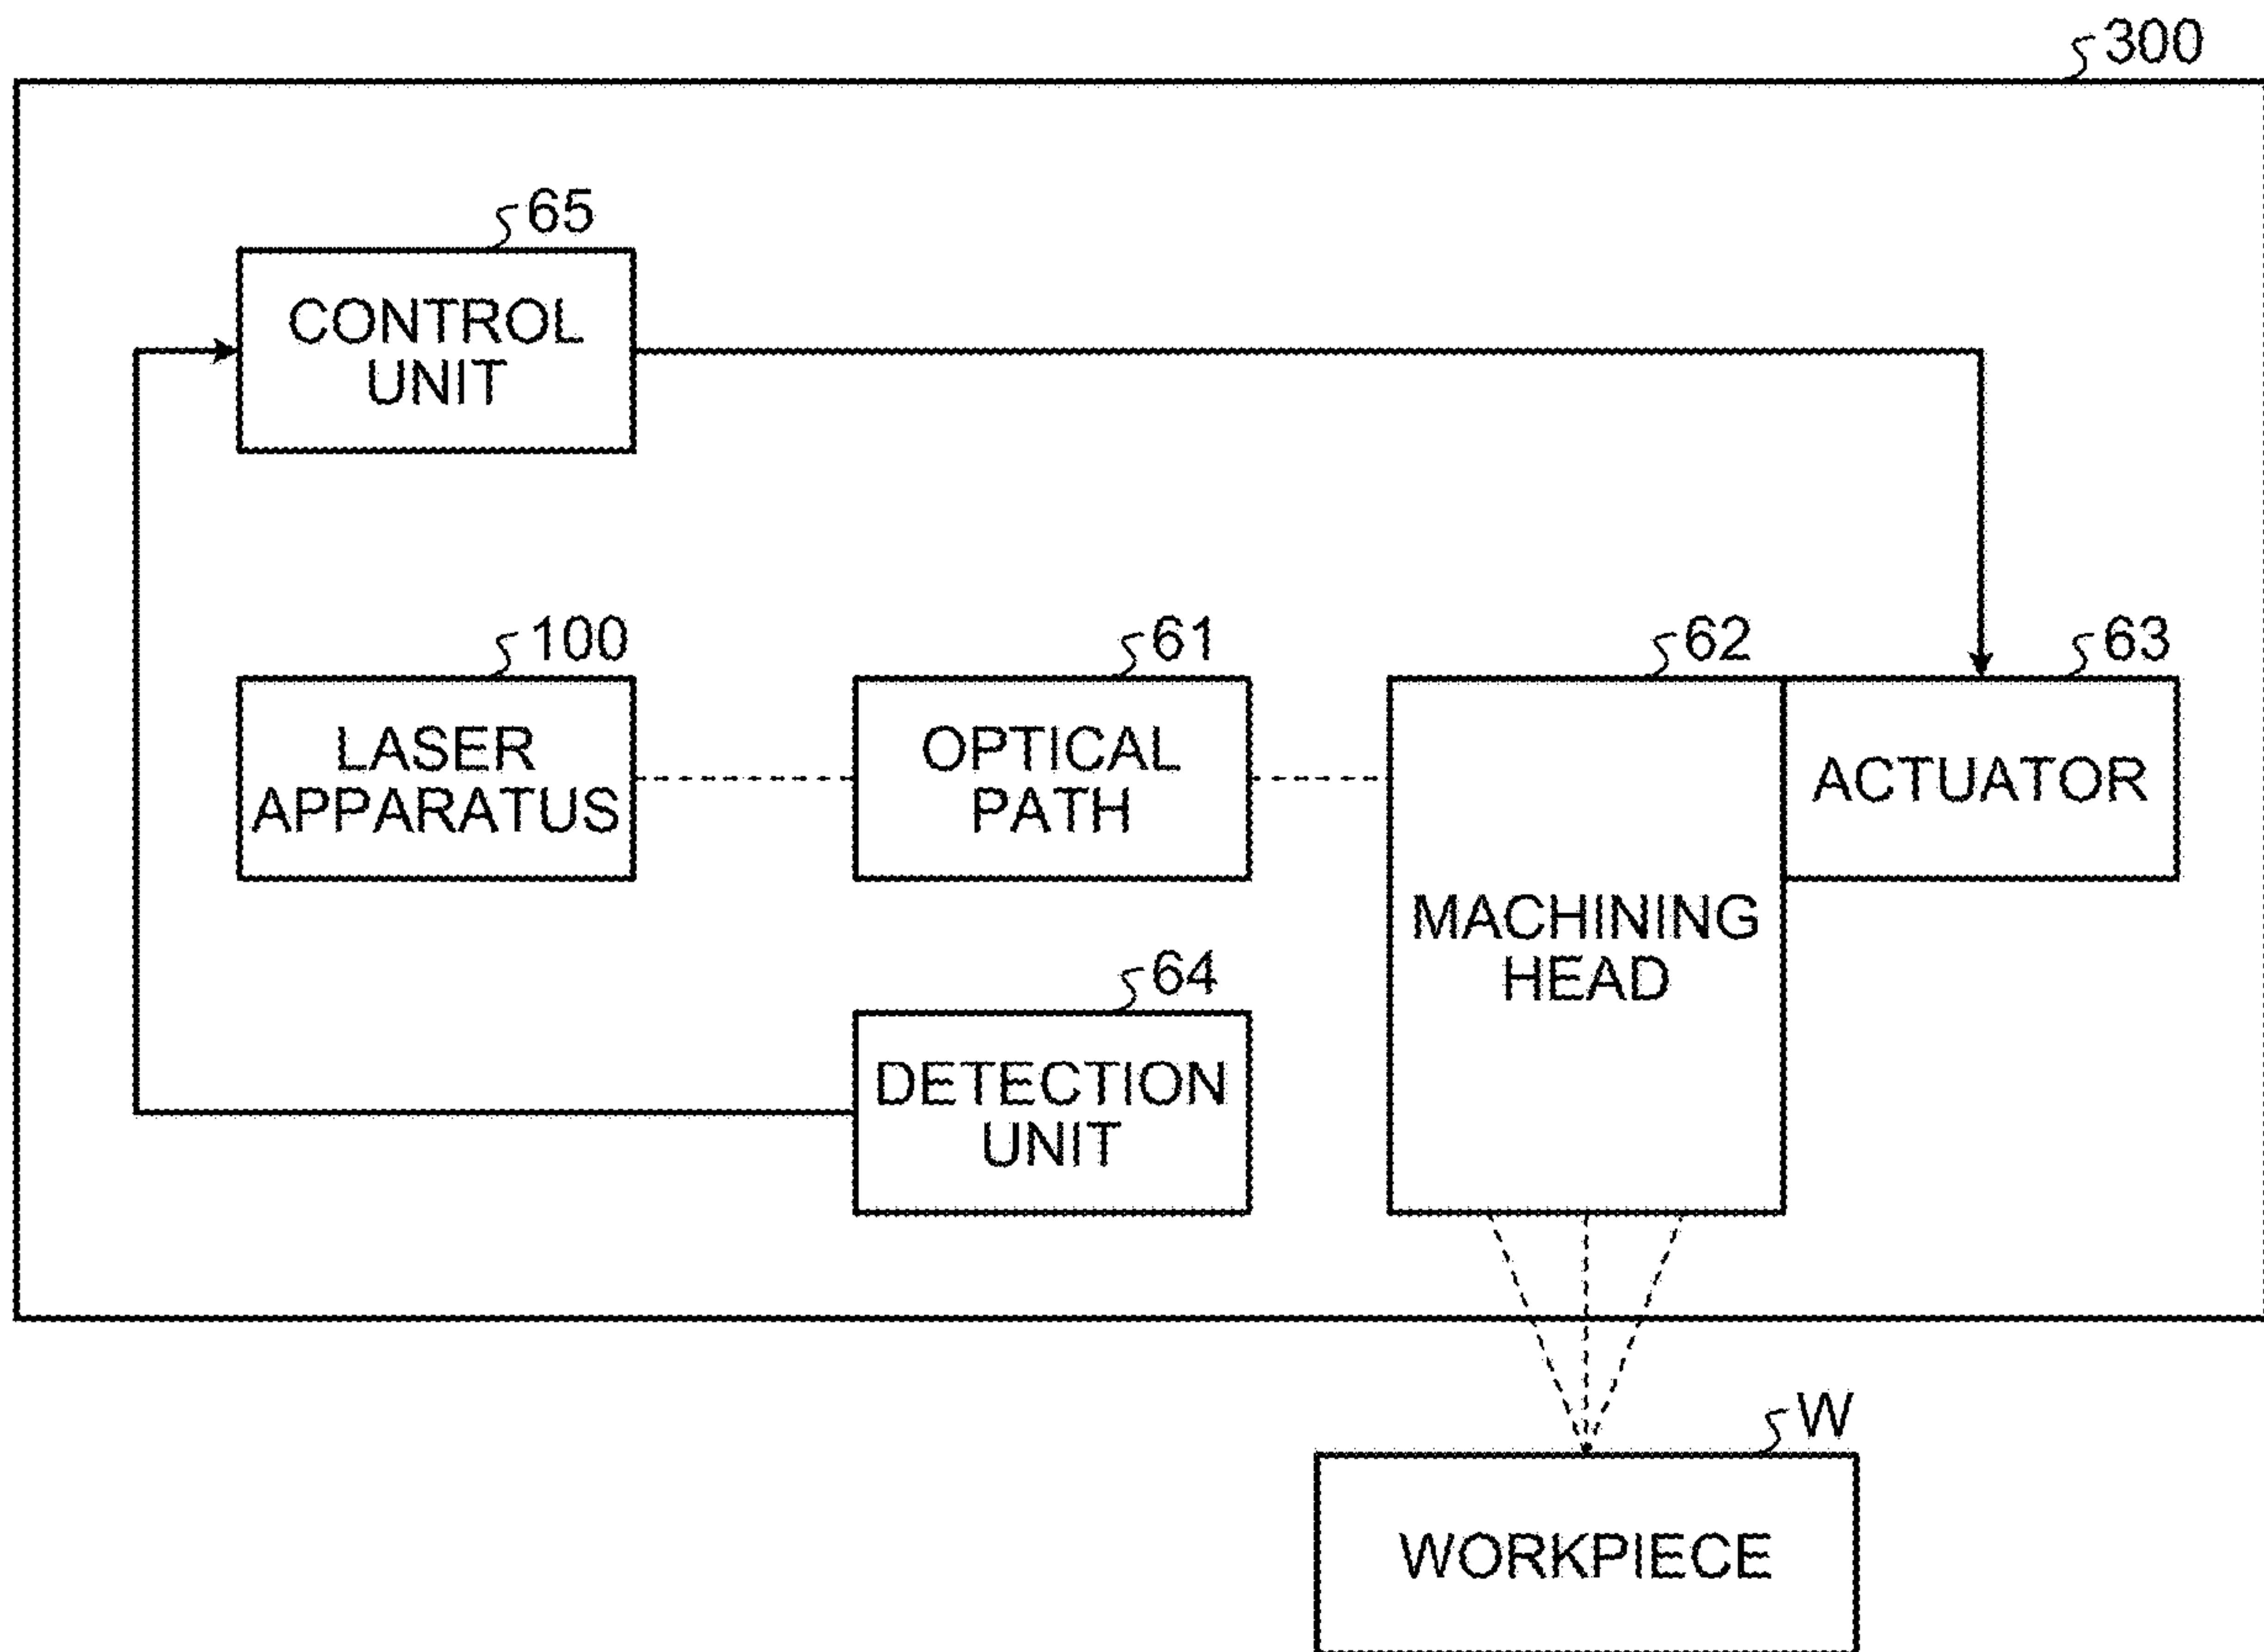 300
65
CONTROL
UNIT
100
61
62
63
LASER
APPARATUS
OPTICAL
PATH
ACTUATOR
MACHINING
HEAD
64
DETECTION
UNIT
W
WORKPIECE